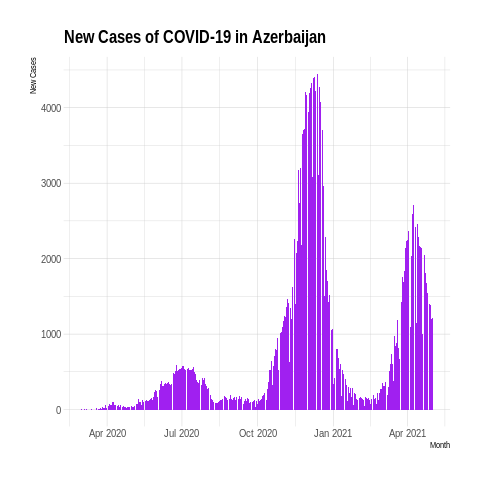 New Cases of COVID-19 in Azerbaijan
New Cases
4000
3000
2000
1000
0
Apr 2020
Jul 2020
Oct 2020
Jan 2021
Apr 2021
Month